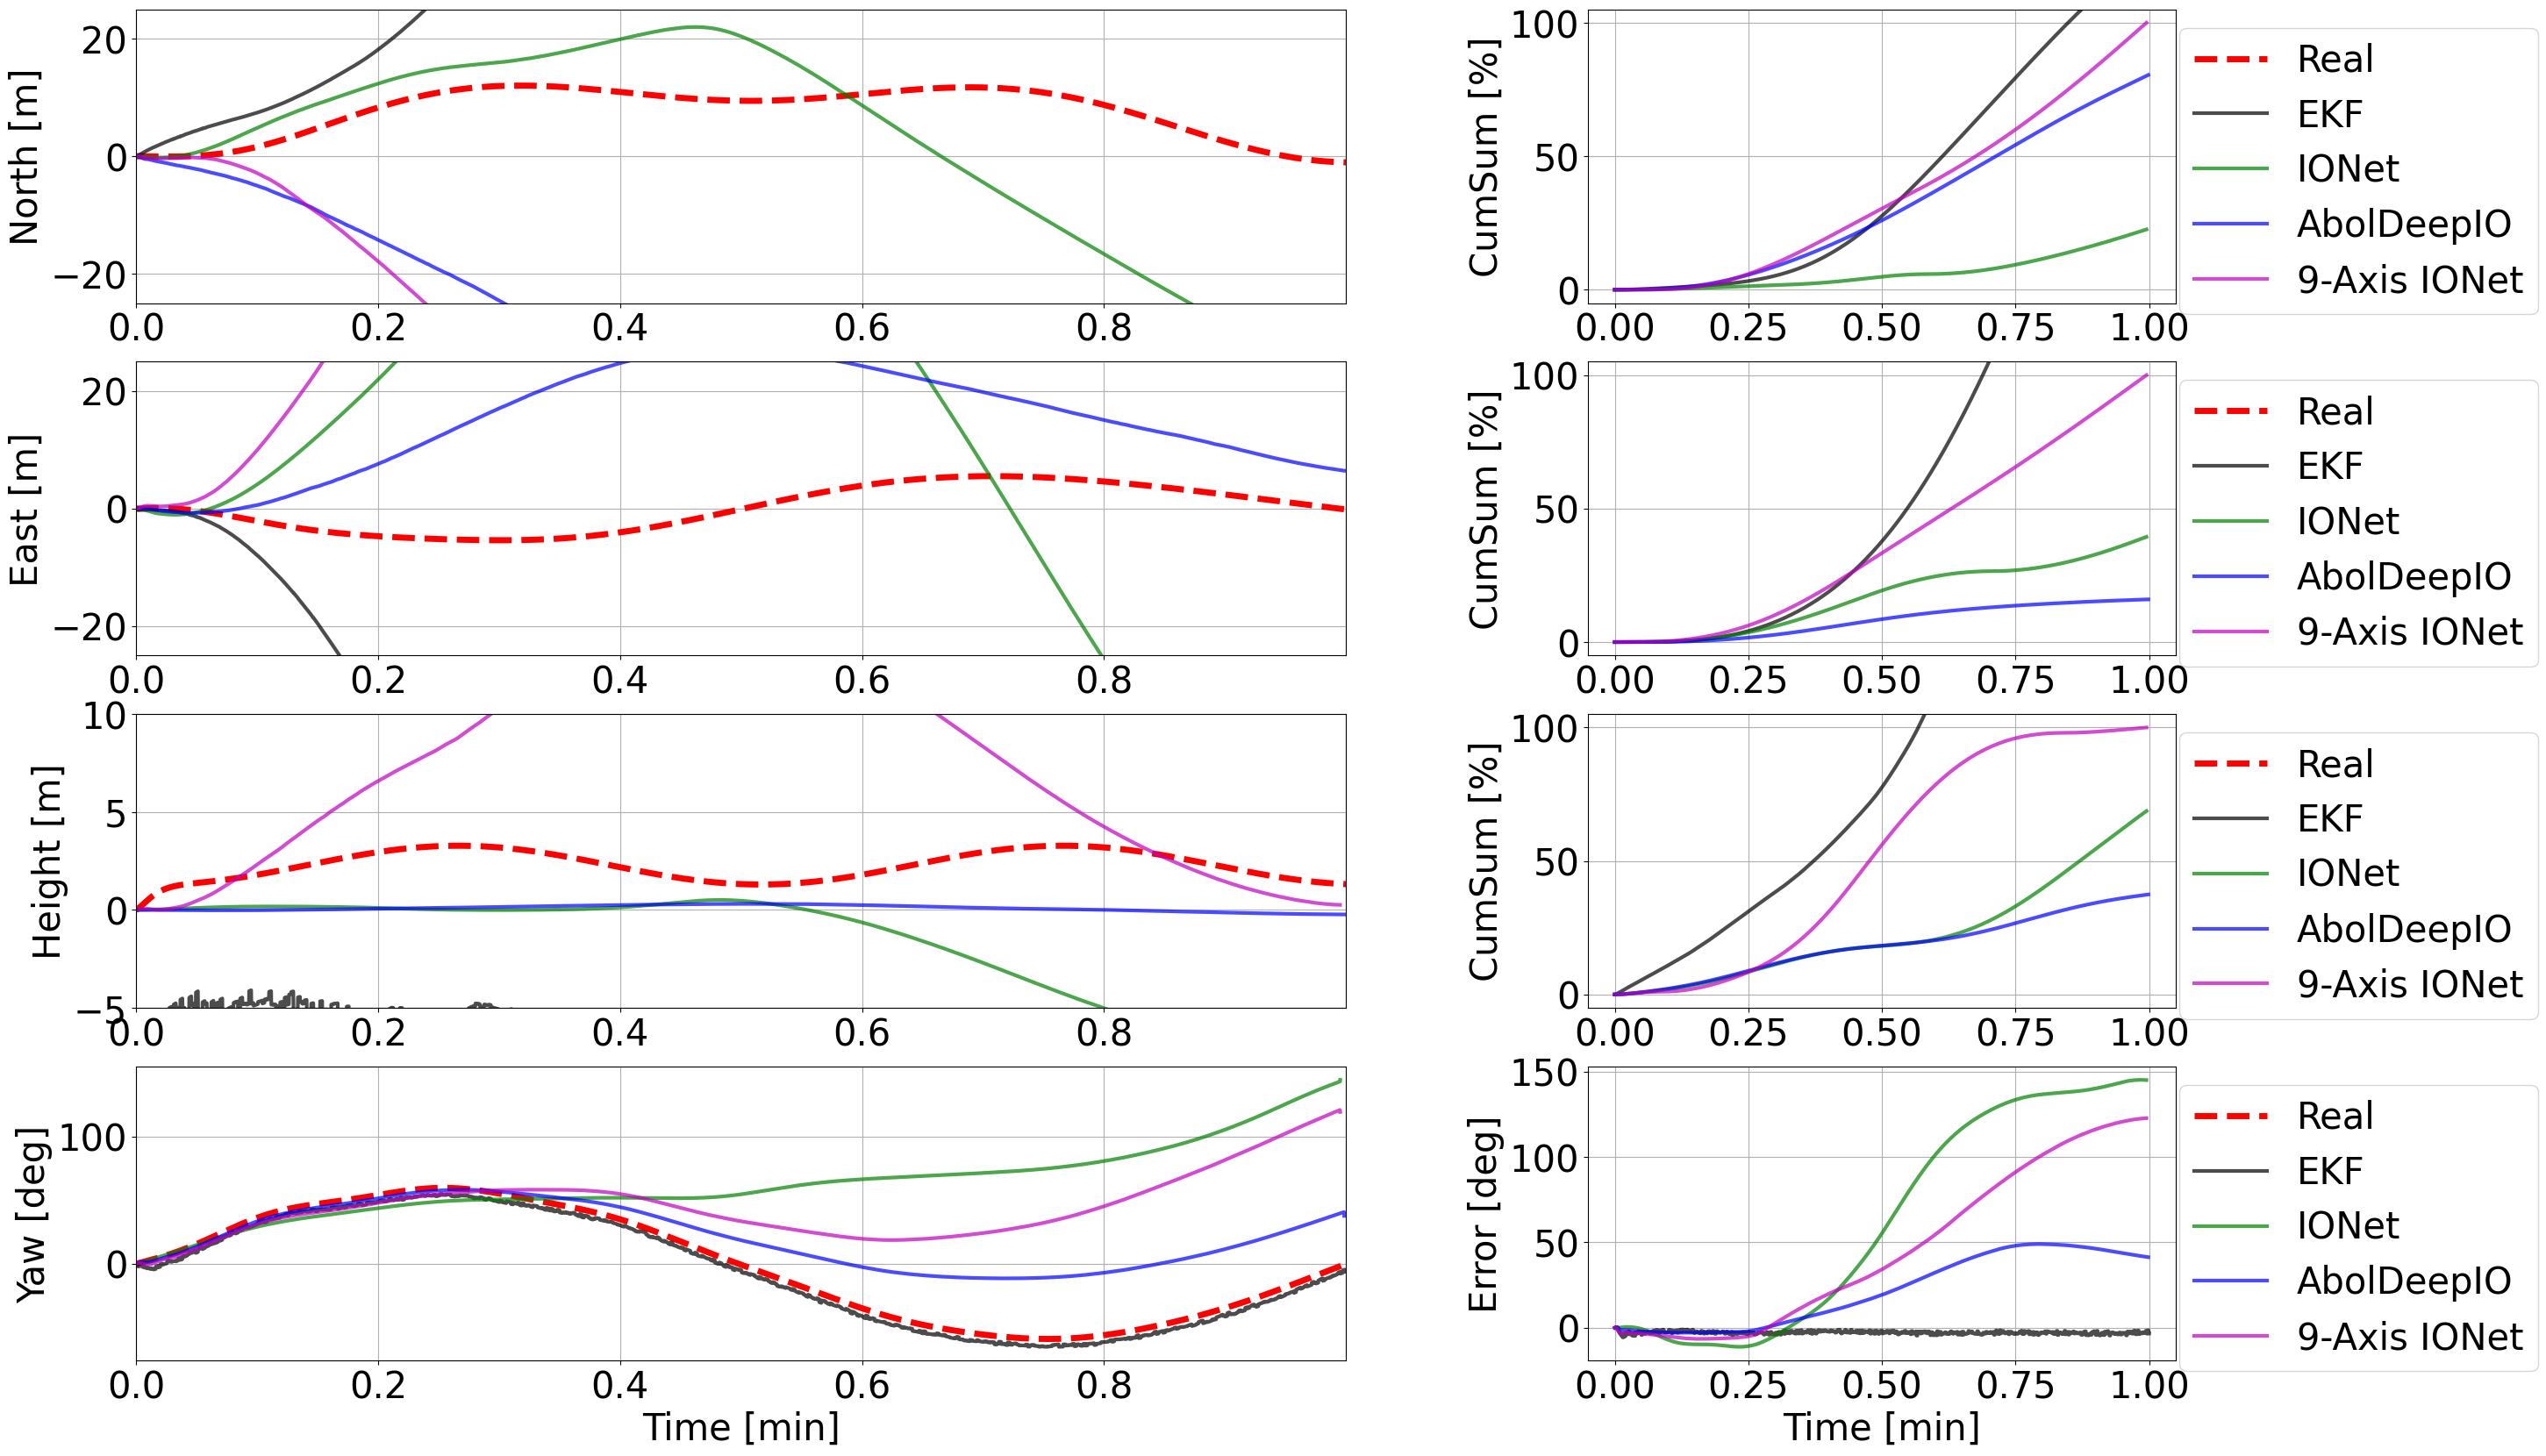 North [m]
20
0
−20
0.0 0.2 0.4 0.6 0.8
CumSum [%]
100
50
0
0.00 0.25 0.50 0.75 1.00
Real
EKF
IONet
AbolDeepIO
9-Axis IONet
East [m]
20
0
−20
0.0 0.2 0.4 0.6 0.8
CumSum [%]
100
50
0
0.00 0.25 0.50 0.75 1.00
Real
EKF
IONet
AbolDeepIO
9-Axis IONet
Height [m]
10
5
0
−5
0.0 0.2 0.4 0.6 0.8
CumSum [%]
100
50
0
0.00 0.25 0.50 0.75 1.00
Real
EKF
IONet
AbolDeepIO
9-Axis IONet
Yaw [deg]
100
0
0.0 0.2 0.4 0.6 0.8
Time [min]
Error [deg]
150
100
50
0
0.00 0.25 0.50 0.75 1.00
Time [min]
Real
EKF
IONet
AbolDeepIO
9-Axis IONet